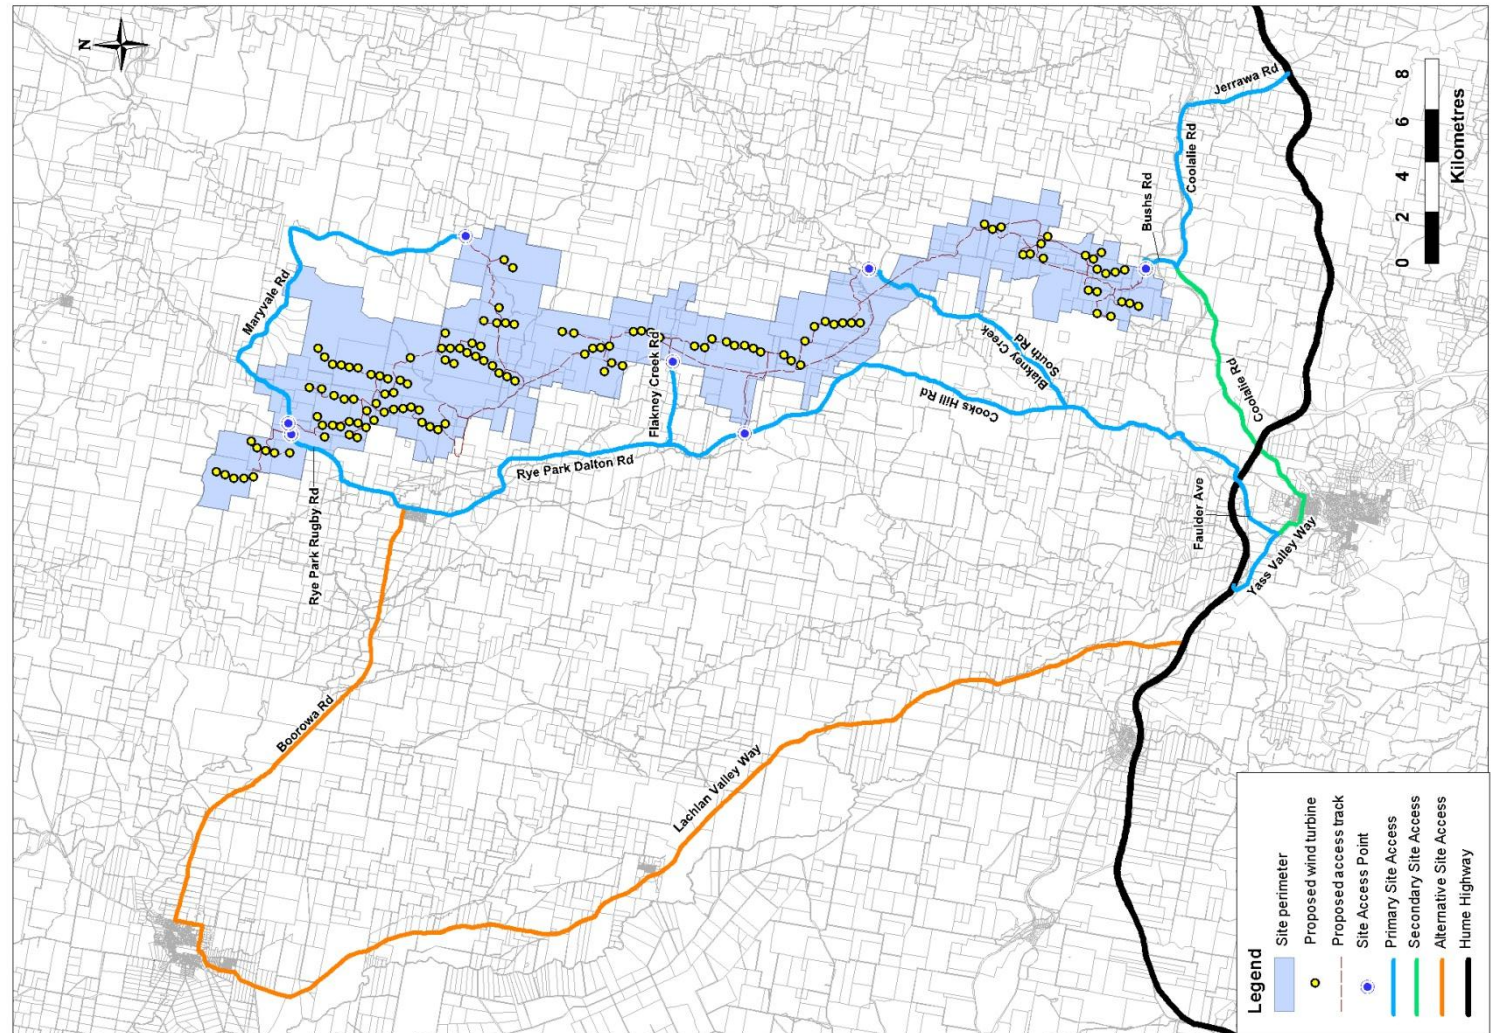 N
Maryvale Rd
Rye Park Rugby Rd
Flakney Creek Rd
Rye Park Dalton Rd
Cooks Hill Rd
Blakney Creek
South Rd
Bushs Rd
Coolalie Rd
Jerrawa Rd
Coolalie Rd
Faulder Ave
Yass Valley Way
Boorowa Rd
Lachlan Valley Way
0 2 4 6 8
Kilometres
Legend
Site perimeter
Proposed wind turbine
Proposed access track
Site Access Point
Primary Site Access
Secondary Site Access
Alternative Site Access
Hume Highway